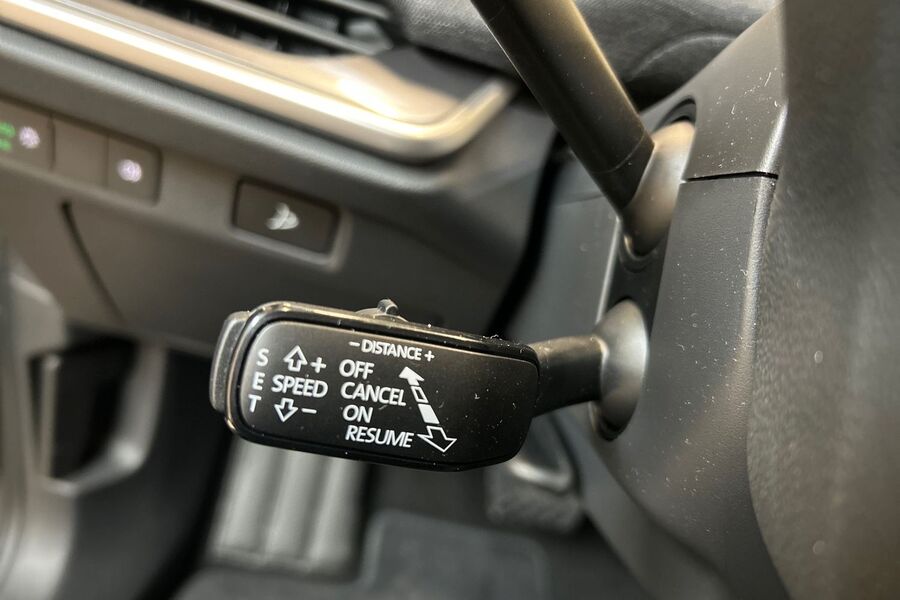 - DISTANCE +
S
E
T
+
SPEED
-
OFF
CANCEL
ON
RESUME